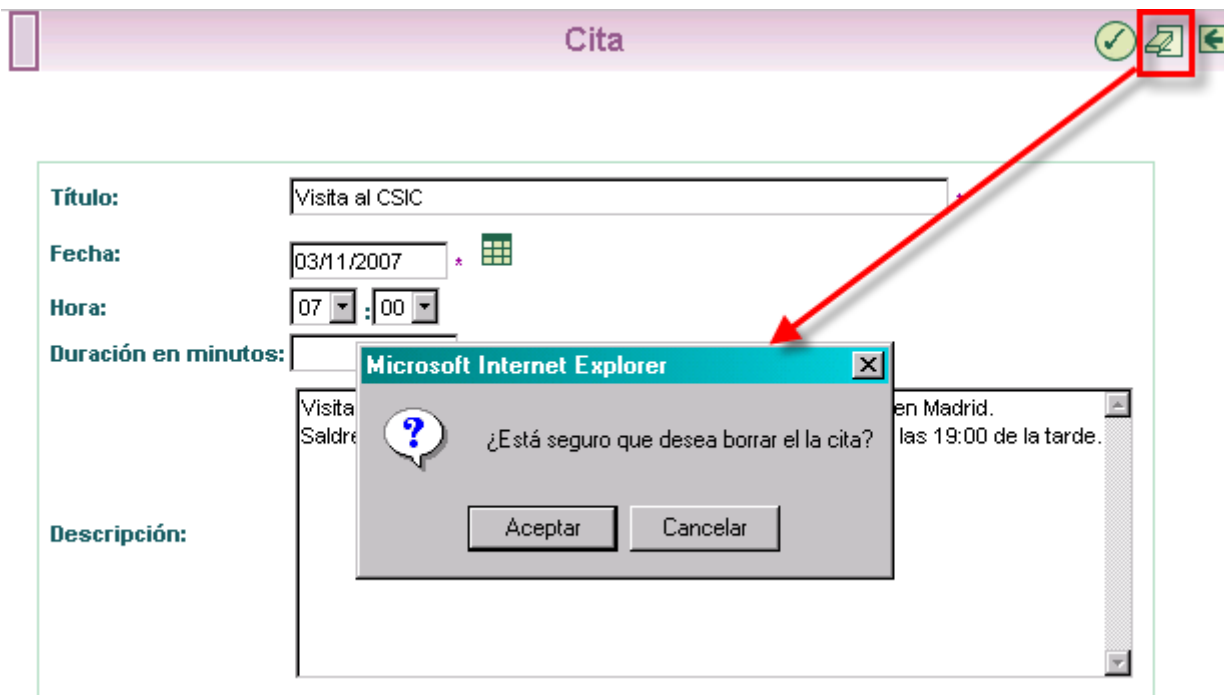 Cita
Título:
Visita al CSIC
*
Fecha:
03/11/2007
*
Hora:
07
:
00
Duración en minutos:
Microsoft Internet Explorer
¿Está seguro que desea borrar el la cita?
Aceptar
Cancelar
Descripción:
Visita
en Madrid.
las 19:00 de la tarde.